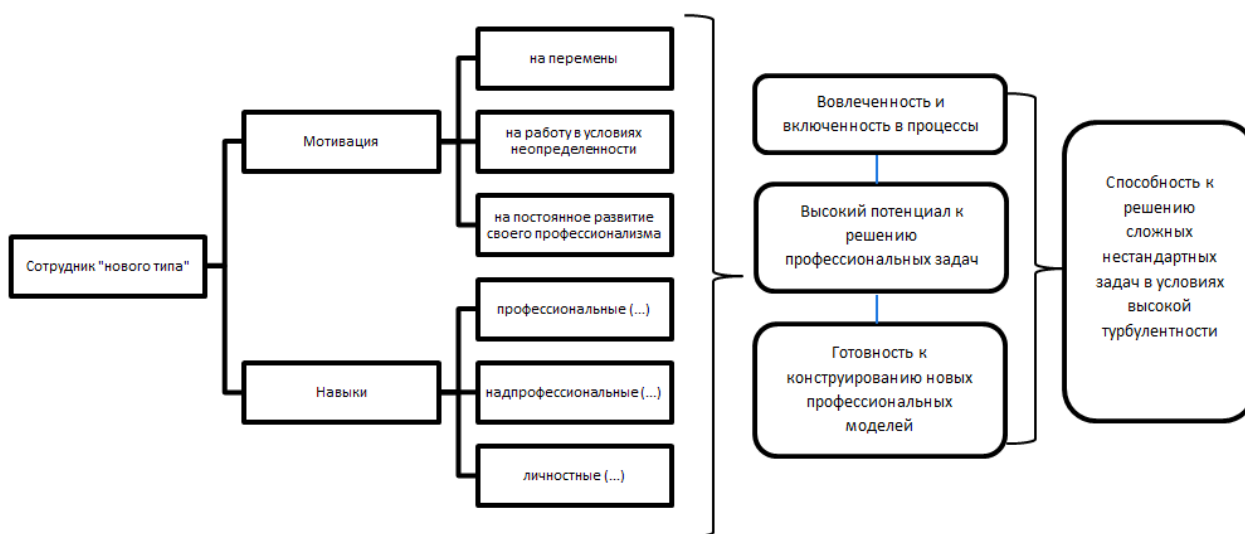 Сотрудник "нового типа"
Мотивация
на перемены
на работу в условиях
неопределенности
на постоянное развитие
своего профессионализма
Навыки
профессиональные (...)
надпрофессиональные (...)
личностные (...)
Вовлеченность и
включенность в процессы
Высокий потенциал к
решению
профессиональных задач
Готовность к
конструированию новых
профессиональных
моделей
Способность к
решению
сложных
нестандартных
задач в условиях
высокой
турбулентности